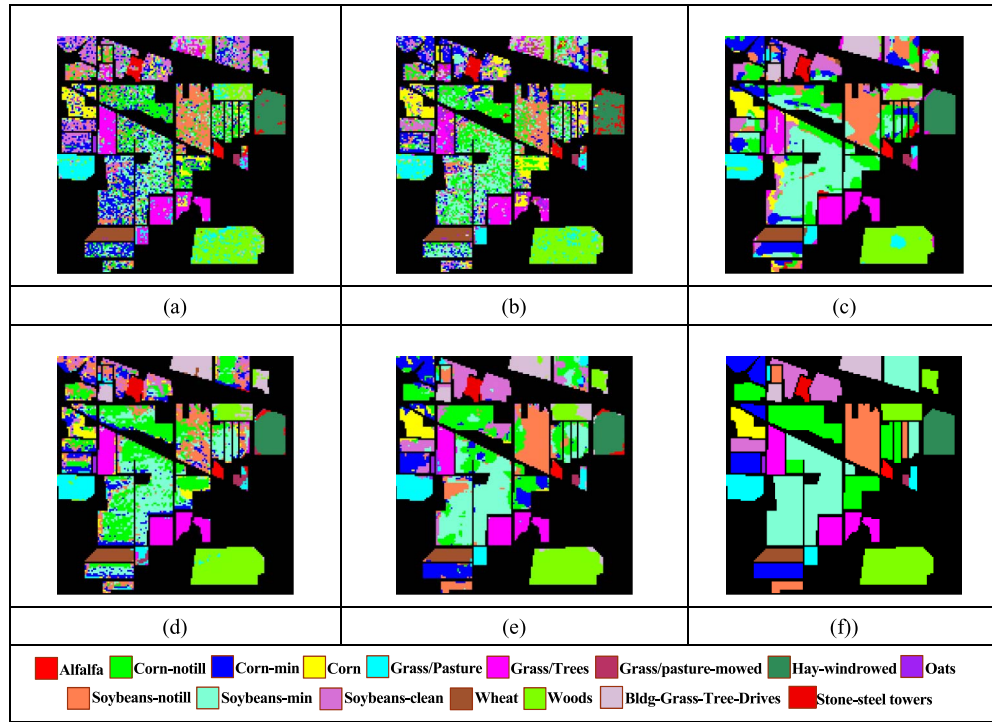 (a) (b) (c)
(d) (e) (f))
Alfalfa Corn-notill Corn-min Corn Grass/Pasture Grass/Trees Grass/pasture-mowed Hay-windrowed Oats
Soybeans-notill Soybeans-min Soybeans-clean Wheat Woods Bldg-Grass-Tree-Drives Stone-steel towers